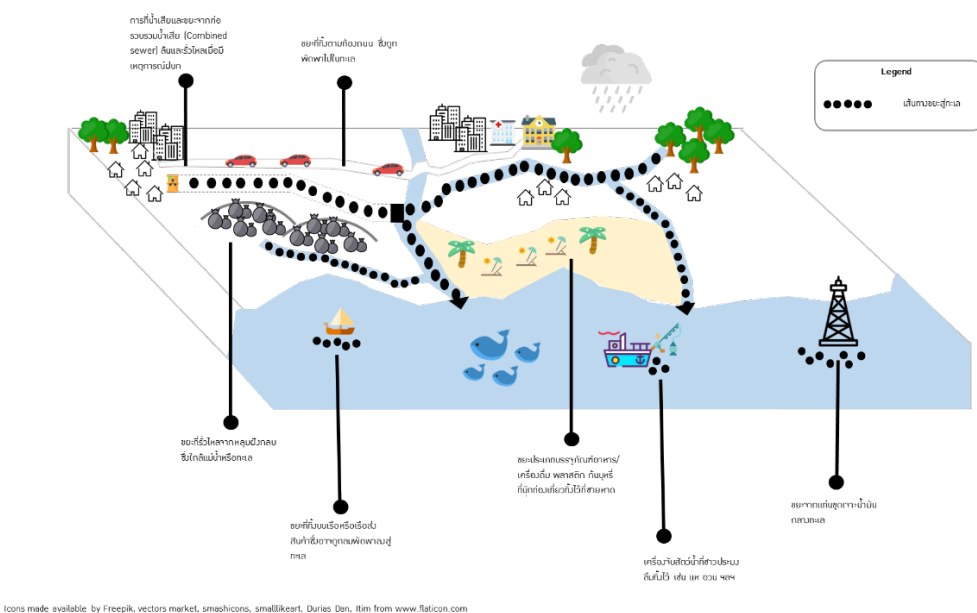 การที่น้ำเสียและขยะจากท่อ
รวบรวมน้ำเสีย (Combined
sewer) ล้นและรั่วไหลเมื่อมี
เหตุการณ์ฝนตก
ขยะที่ทิ้งตามท้องถนน ซึ่งถูก
พัดพาไปในทะเล
Legend
เส้นทางขยะสู่ทะเล
ขยะที่รั่วไหลจากหลุมฝังกลบ
ซึ่งใกล้แม่น้ำหรือทะเล
ขยะประเภทบรรจุภัณฑ์อาหาร/
เครื่องดื่ม พลาสติก ก้นบุหรี่
ที่นักท่องเที่ยวทิ้งไว้ที่ชายหาด
ขยะจากแท่นขุดเจาะน้ำมัน
กลางทะเล
ขยะที่ทิ้งบนเรือหรือเรือส่ง
สินค้าซึ่งอาจถูกลมพัดพาลงสู่
ทะเล
เครื่องจับสัตว์น้ำที่ชาวประมง
ลืมทิ้งไว้ เช่น แห อวน ฯลฯ
Icons made available by Freepik, vectors market, smashicons, smalllikeart, Durias Dan, Itim from www.flaticon.com